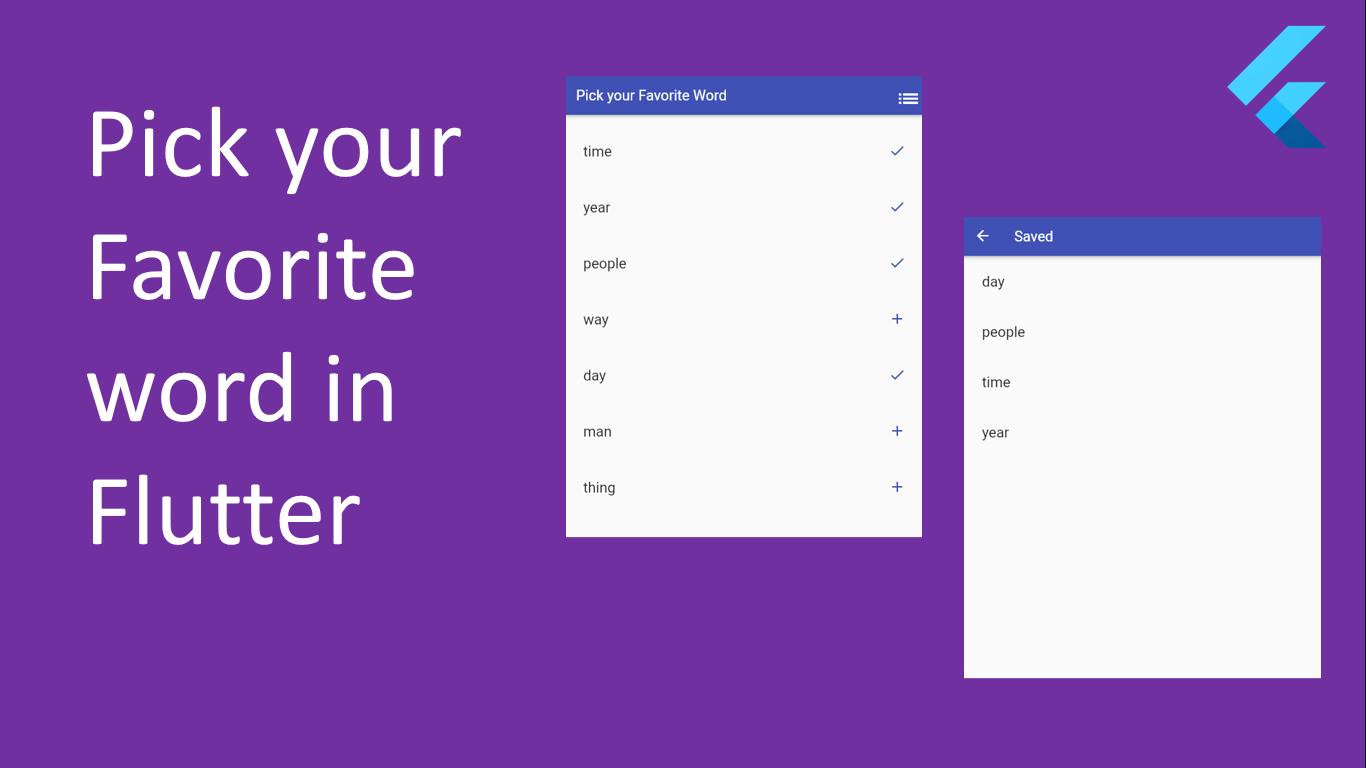 Pick your
Favorite
word in
Flutter
Pick your Favorite Word
time
year
people
way
day
man
thing
Saved
day
people
time
year